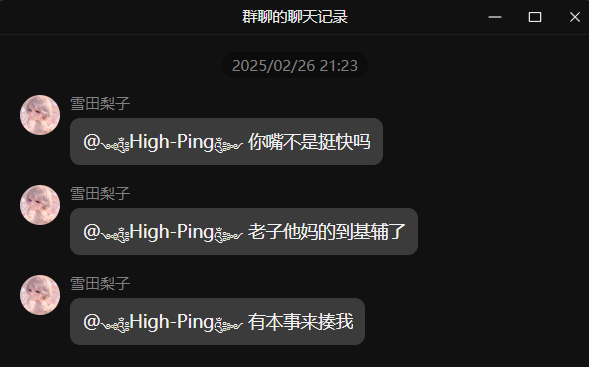 群聊的聊天记录
2025/02/26 21:23
雪田梨子
@High-Ping 你嘴不是挺快吗
雪田梨子
@High-Ping 老子他妈的到基辅了
雪田梨子
@High-Ping 有本事来揍我